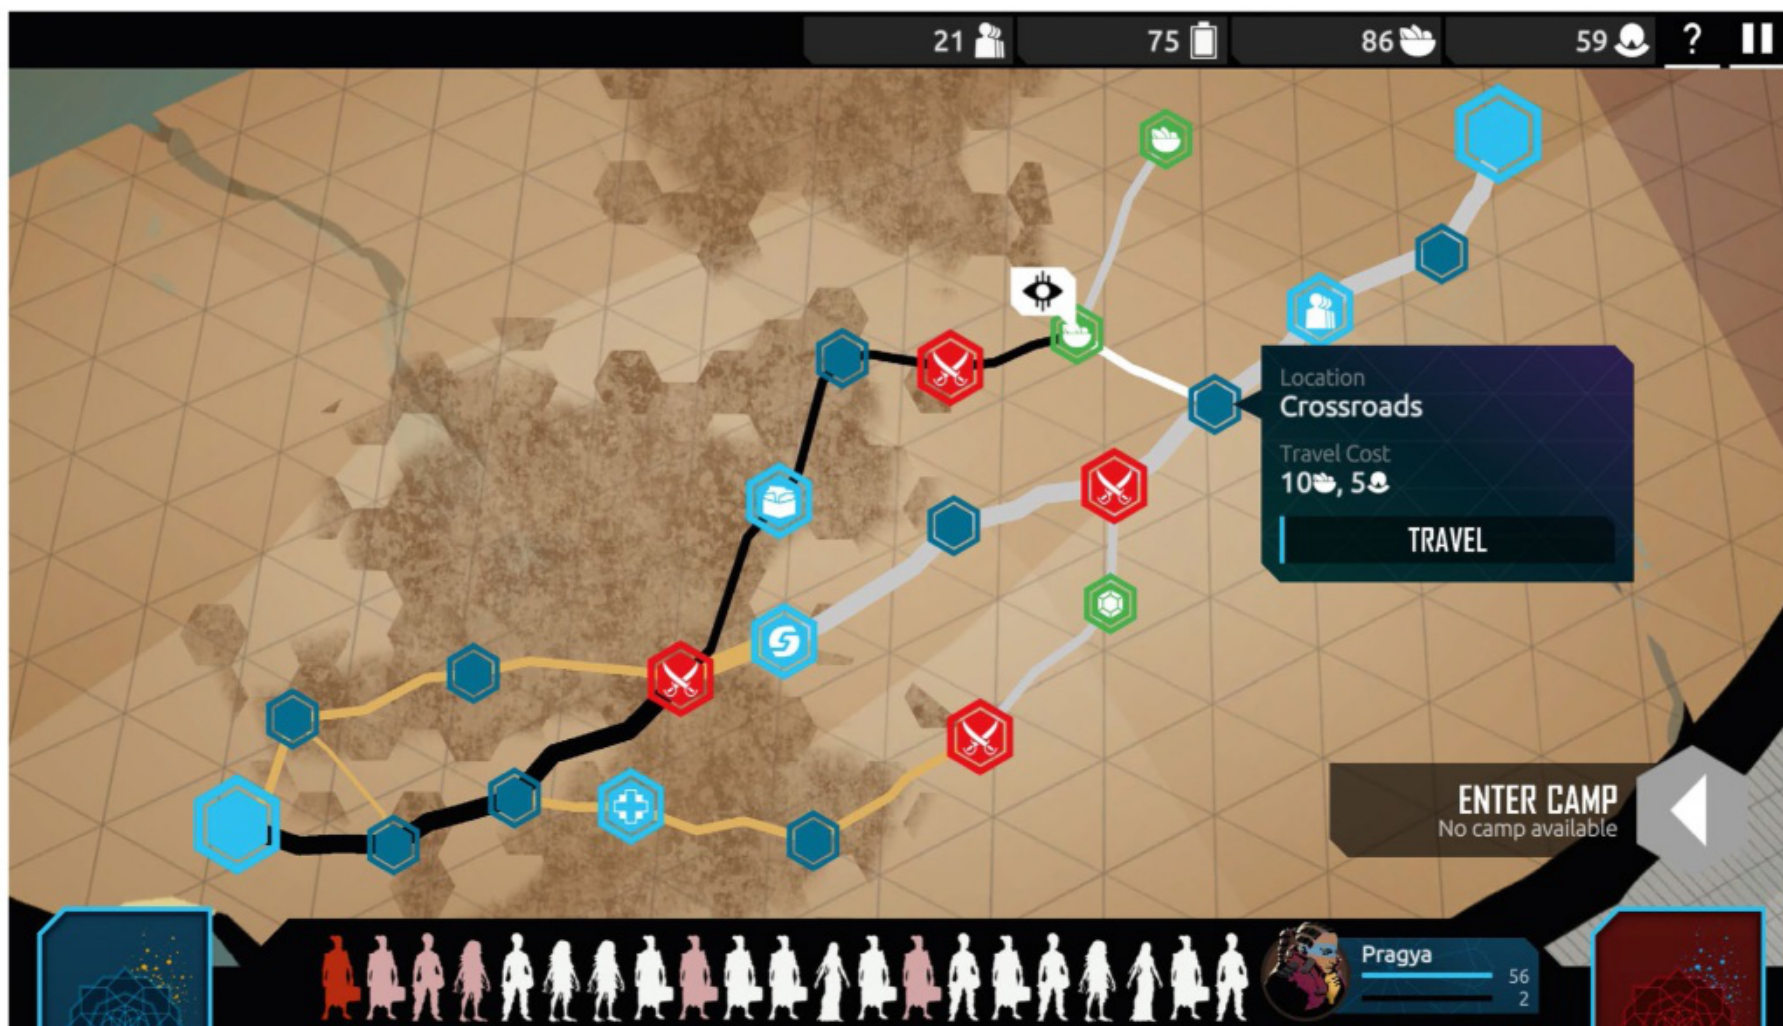 21
75
86
59
?
Location
Crossroads
Travel Cost
10, 5
TRAVEL
ENTER CAMP
No camp available
Pragya
56
2